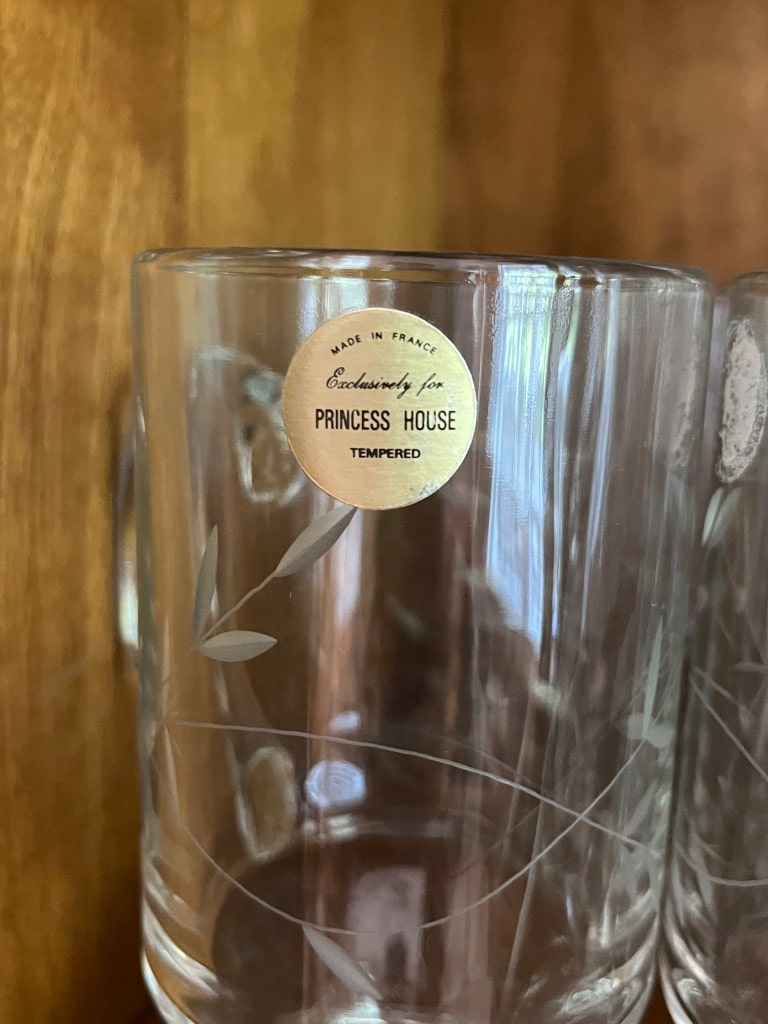 MADE IN FRANCE
Exclusively for
PRINCESS HOUSE
TEMPERED